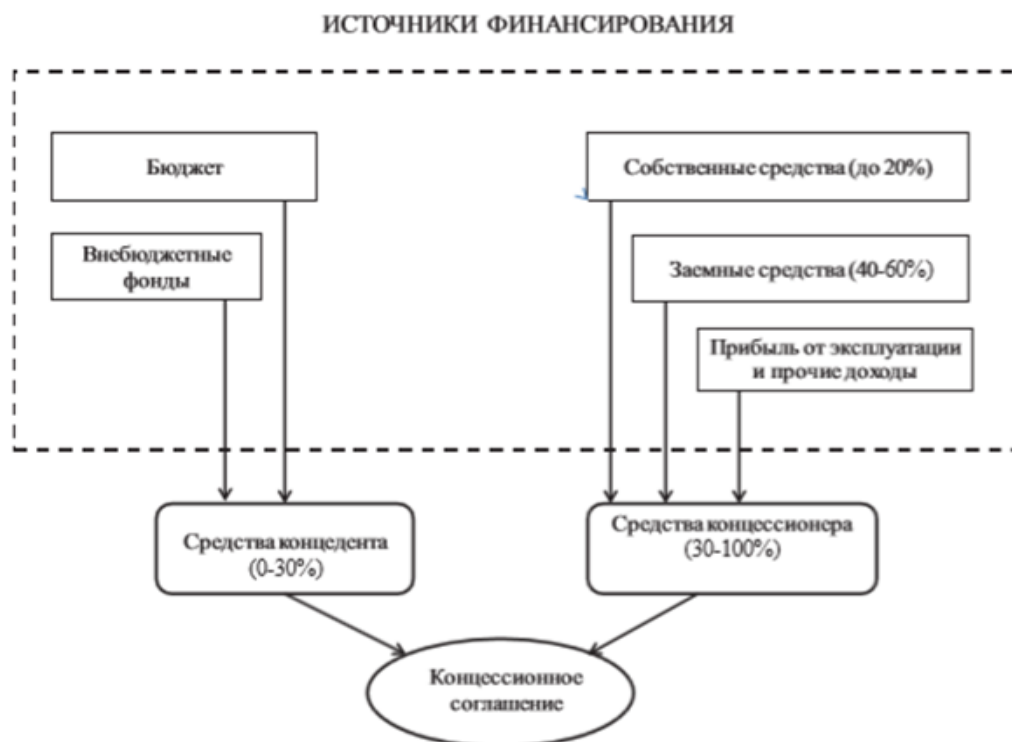 ИСТОЧНИКИ ФИНАНСИРОВАНИЯ
Бюджет
Внебюджетные
фонды
Собственные средства (до 20%)
Заемные средства (40-60%)
Прибыль от эксплуатации
и прочие доходы
Средства концедента
(0-30%)
Средства концессионера
(30-100%)
Концессионное
соглашение